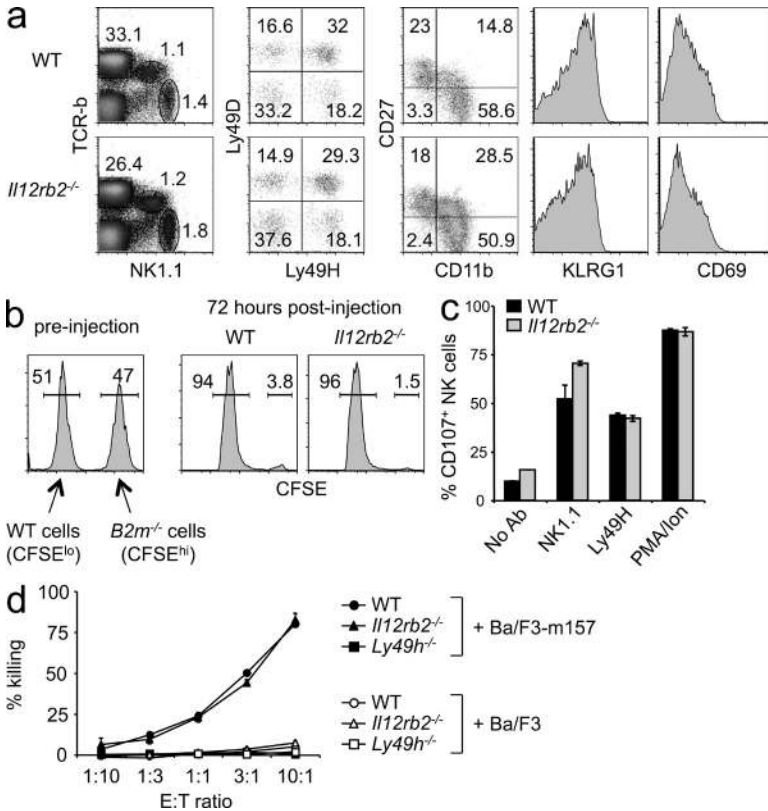 a
WT
33.1
1.1
1.4
16.6
32
33.2
18.2
23
14.8
3.3
58.6
TCR-b
Ly49D
CD27
Il12rb2-/-
26.4
1.2
1.8
14.9
29.3
37.6
18.1
18
28.5
2.4
50.9
NK1.1
Ly49H
CD11b
KLRG1
CD69
b
pre-injection
72 hours post-injection
WT
Il12rb2-/-
51
47
94
3.8
96
1.5
CFSE
WT cells
(CFSElo)
B2m-/- cells
(CFSEhi)
c
WT
Il12rb2-/-
% CD107+ NK cells
100
75
50
25
0
No Ab
NK1.1
Ly49H
PMA/Ion
d
% killing
100
75
50
25
0
1:10
1:3
1:1
3:1
10:1
E:T ratio
WT
Il12rb2-/-
Ly49h-/-
+ Ba/F3-m157
WT
Il12rb2-/-
Ly49h-/-
+ Ba/F3